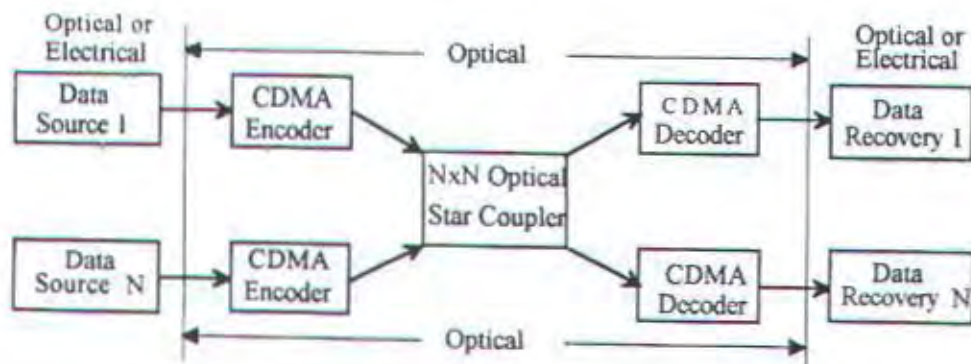 Optical or
Electrical
Optical
Optical or
Electrical
Data
Source 1
CDMA
Encoder
CDMA
Decoder
Data
Recovery 1
NxN Optical
Star Coupler
Data
Source N
CDMA
Encoder
CDMA
Decoder
Data
Recovery N
Optical